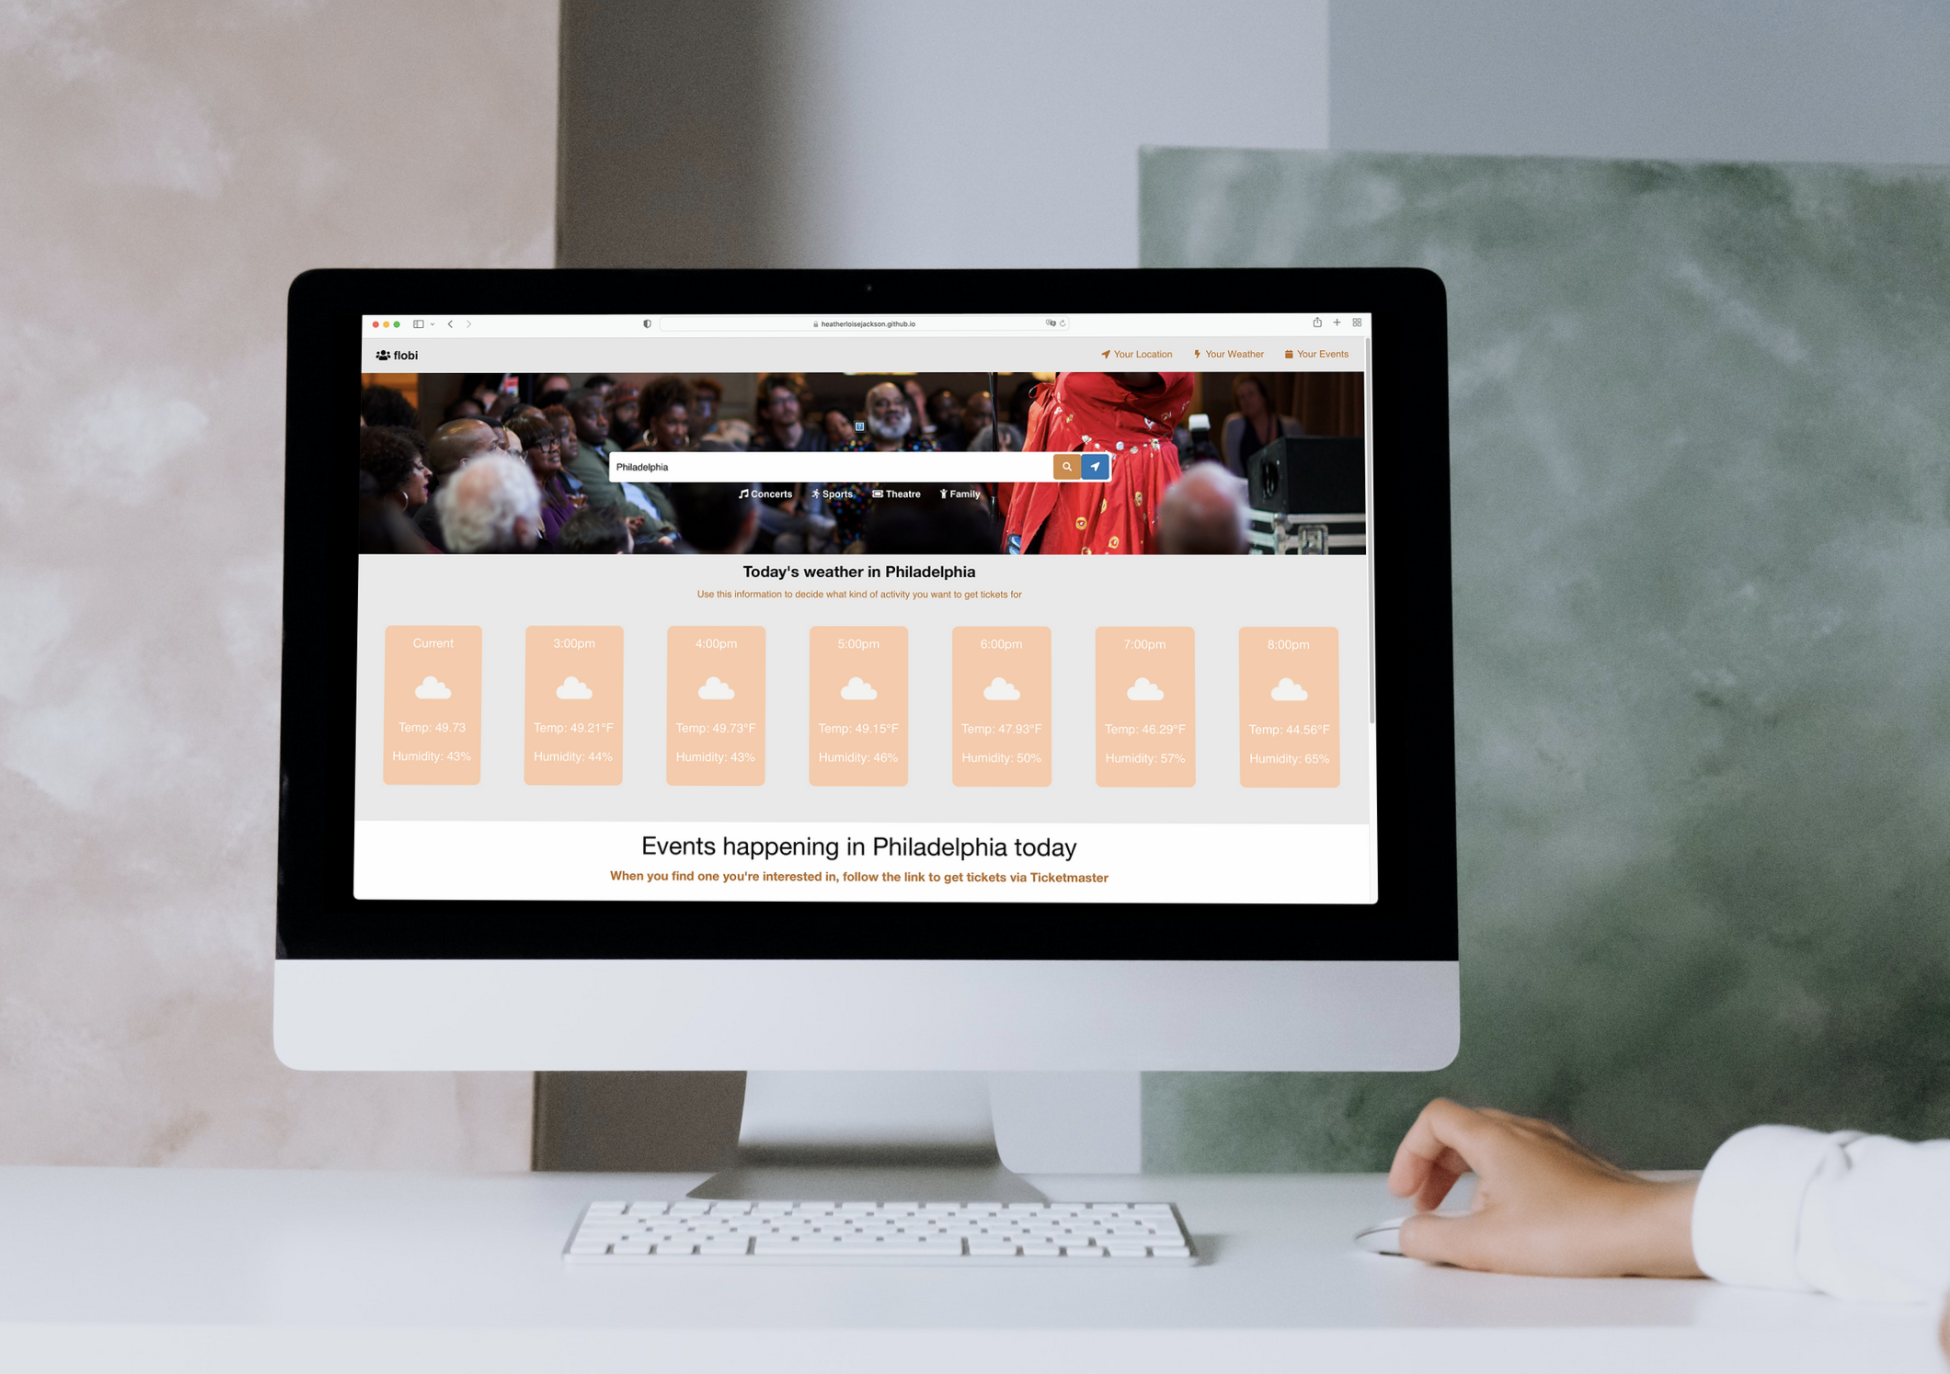 heatherloisejackson.github.io
flobi
Your Location Your Weather Your Events
Philadelphia
Concerts Sports Theatre Family
Today's weather in Philadelphia
Use this information to decide what kind of activity you want to get tickets for
Current 3:00pm 4:00pm 5:00pm 6:00pm 7:00pm 8:00pm
Temp: 49.73 Temp: 49.21°F Temp: 49.73°F Temp: 49.15°F Temp: 47.93°F Temp: 46.29°F Temp: 44.56°F
Humidity: 43% Humidity: 44% Humidity: 43% Humidity: 46% Humidity: 50% Humidity: 57% Humidity: 65%
Events happening in Philadelphia today
When you find one you're interested in, follow the link to get tickets via Ticketmaster